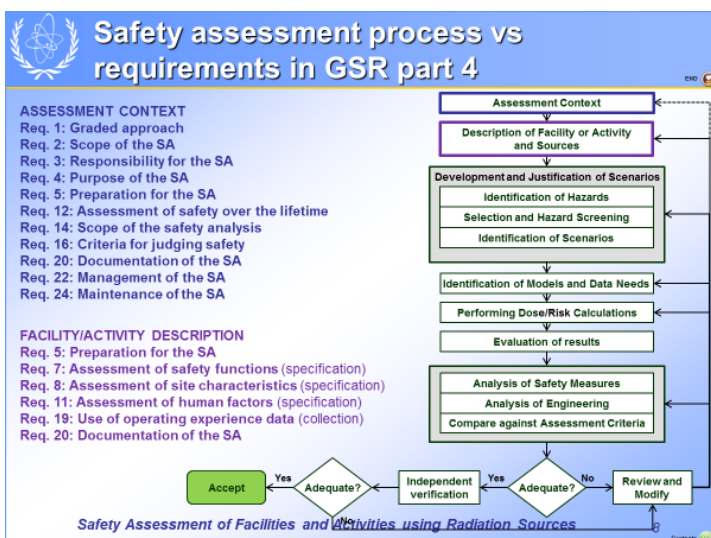 Safety assessment process vs
requirements in GSR part 4
END
ASSESSMENT CONTEXT
Req. 1: Graded approach
Req. 2: Scope of the SA
Req. 3: Responsibility for the SA
Req. 4: Purpose of the SA
Req. 5: Preparation for the SA
Req. 12: Assessment of safety over the lifetime
Req. 14: Scope of the safety analysis
Req. 16: Criteria for judging safety
Req. 20: Documentation of the SA
Req. 22: Management of the SA
Req. 24: Maintenance of the SA
FACILITY/ACTIVITY DESCRIPTION
Req. 5: Preparation for the SA
Req. 7: Assessment of safety functions (specification)
Req. 8: Assessment of site characteristics (specification)
Req. 11: Assessment of human factors (specification)
Req. 19: Use of operating experience data (collection)
Req. 20: Documentation of the SA
Assessment Context
Description of Facility or Activity
and Sources
Development and Justification of Scenarios
Identification of Hazards
Selection and Hazard Screening
Identification of Scenarios
Identification of Models and Data Needs
Performing Dose/Risk Calculations
Evaluation of results
Analysis of Safety Measures
Analysis of Engineering
Compare against Assessment Criteria
Accept
Yes
Adequate?
No
Independent
verification
Yes
Adequate?
No
Review and
Modify
Safety Assessment of Facilities and Activities using Radiation Sources
8
Contents